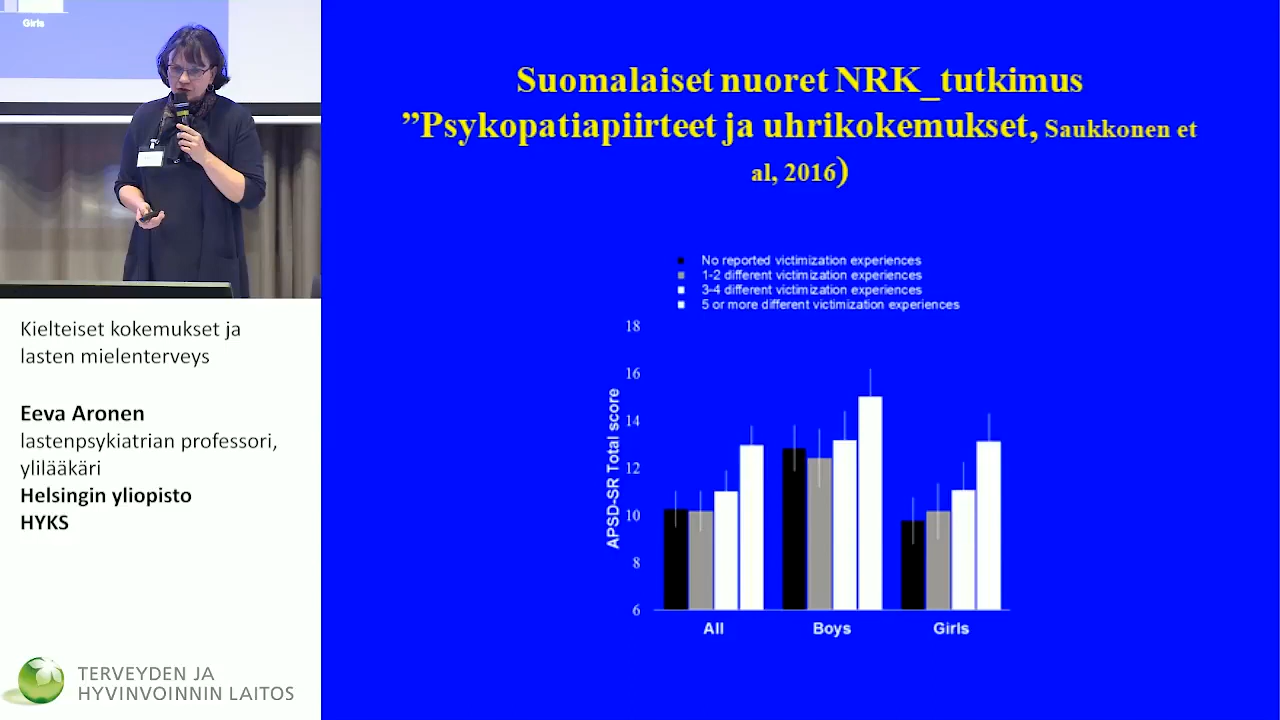 Girls
Kielteiset kokemukset ja
lasten mielenterveys
Eeva Aronen
lastenpsykiatrian professori,
ylilääkäri
Helsingin yliopisto
HYKS
TERVEYDEN JA
HYVINVOINNIN LAITOS
Suomalaiset nuoret NRK_tutkimus
”Psykopatiapiirteet ja uhrikokemukset, Saukkonen et
al, 2016)
No reported victimization experiences
1-2 different victimization experiences
3-4 different victimization experiences
5 or more different victimization experiences
APSD-SR Total score
18
16
14
12
10
8
6
All Boys Girls